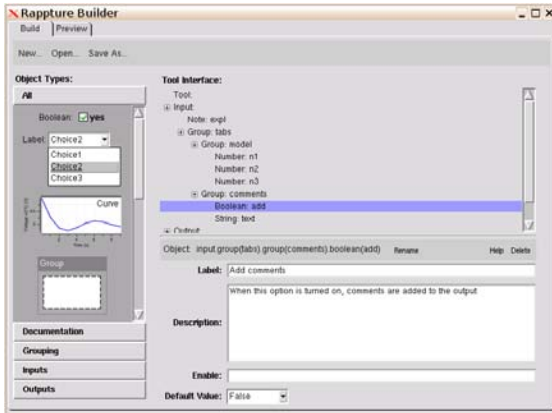 Rappture Builder
Build Preview
New... Open... Save As...
Object Types:
All
Boolean: yes
Label: Choice2
Choice1
Choice2
Choice3
Curve
Group
Documentation
Grouping
Inputs
Outputs
Tool Interface:
Tool:
Input:
Note: expl
Group: tabs
Group: model
Number: n1
Number: n2
Number: n3
Group: comments
Boolean: add
String: text
Output:
Object: input.group(tabs).group(comments).boolean(add) Rename Help Delete
Label: Add comments
Description: When this option is turned on, comments are added to the output
Enable:
Default Value: False